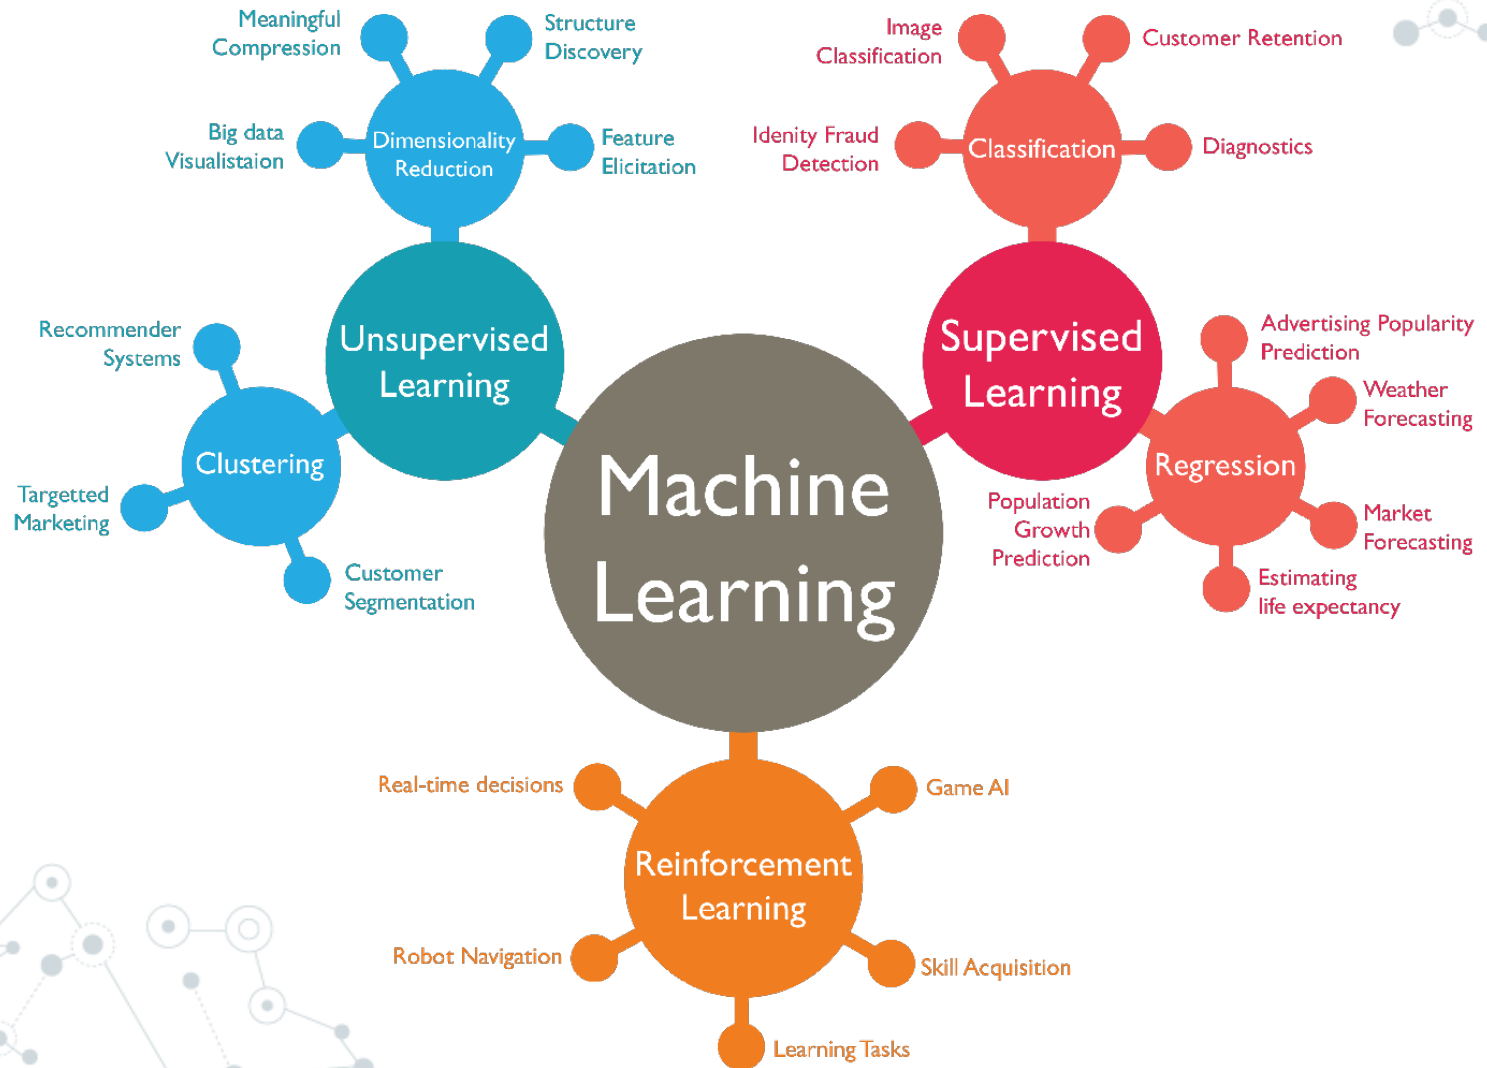 Meaningful
Compression
Structure
Discovery
Big data
Visualistaion
Dimensionality
Reduction
Feature
Elicitation
Image
Classification
Customer Retention
Idenity Fraud
Detection
Classification
Diagnostics
Unsupervised
Learning
Supervised
Learning
Recommender
Systems
Clustering
Targetted
Marketing
Customer
Segmentation
Machine
Learning
Advertising Popularity
Prediction
Weather
Forecasting
Regression
Population
Growth
Prediction
Market
Forecasting
Estimating
life expectancy
Real-time decisions
Game AI
Reinforcement
Learning
Robot Navigation
Skill Acquisition
Learning Tasks